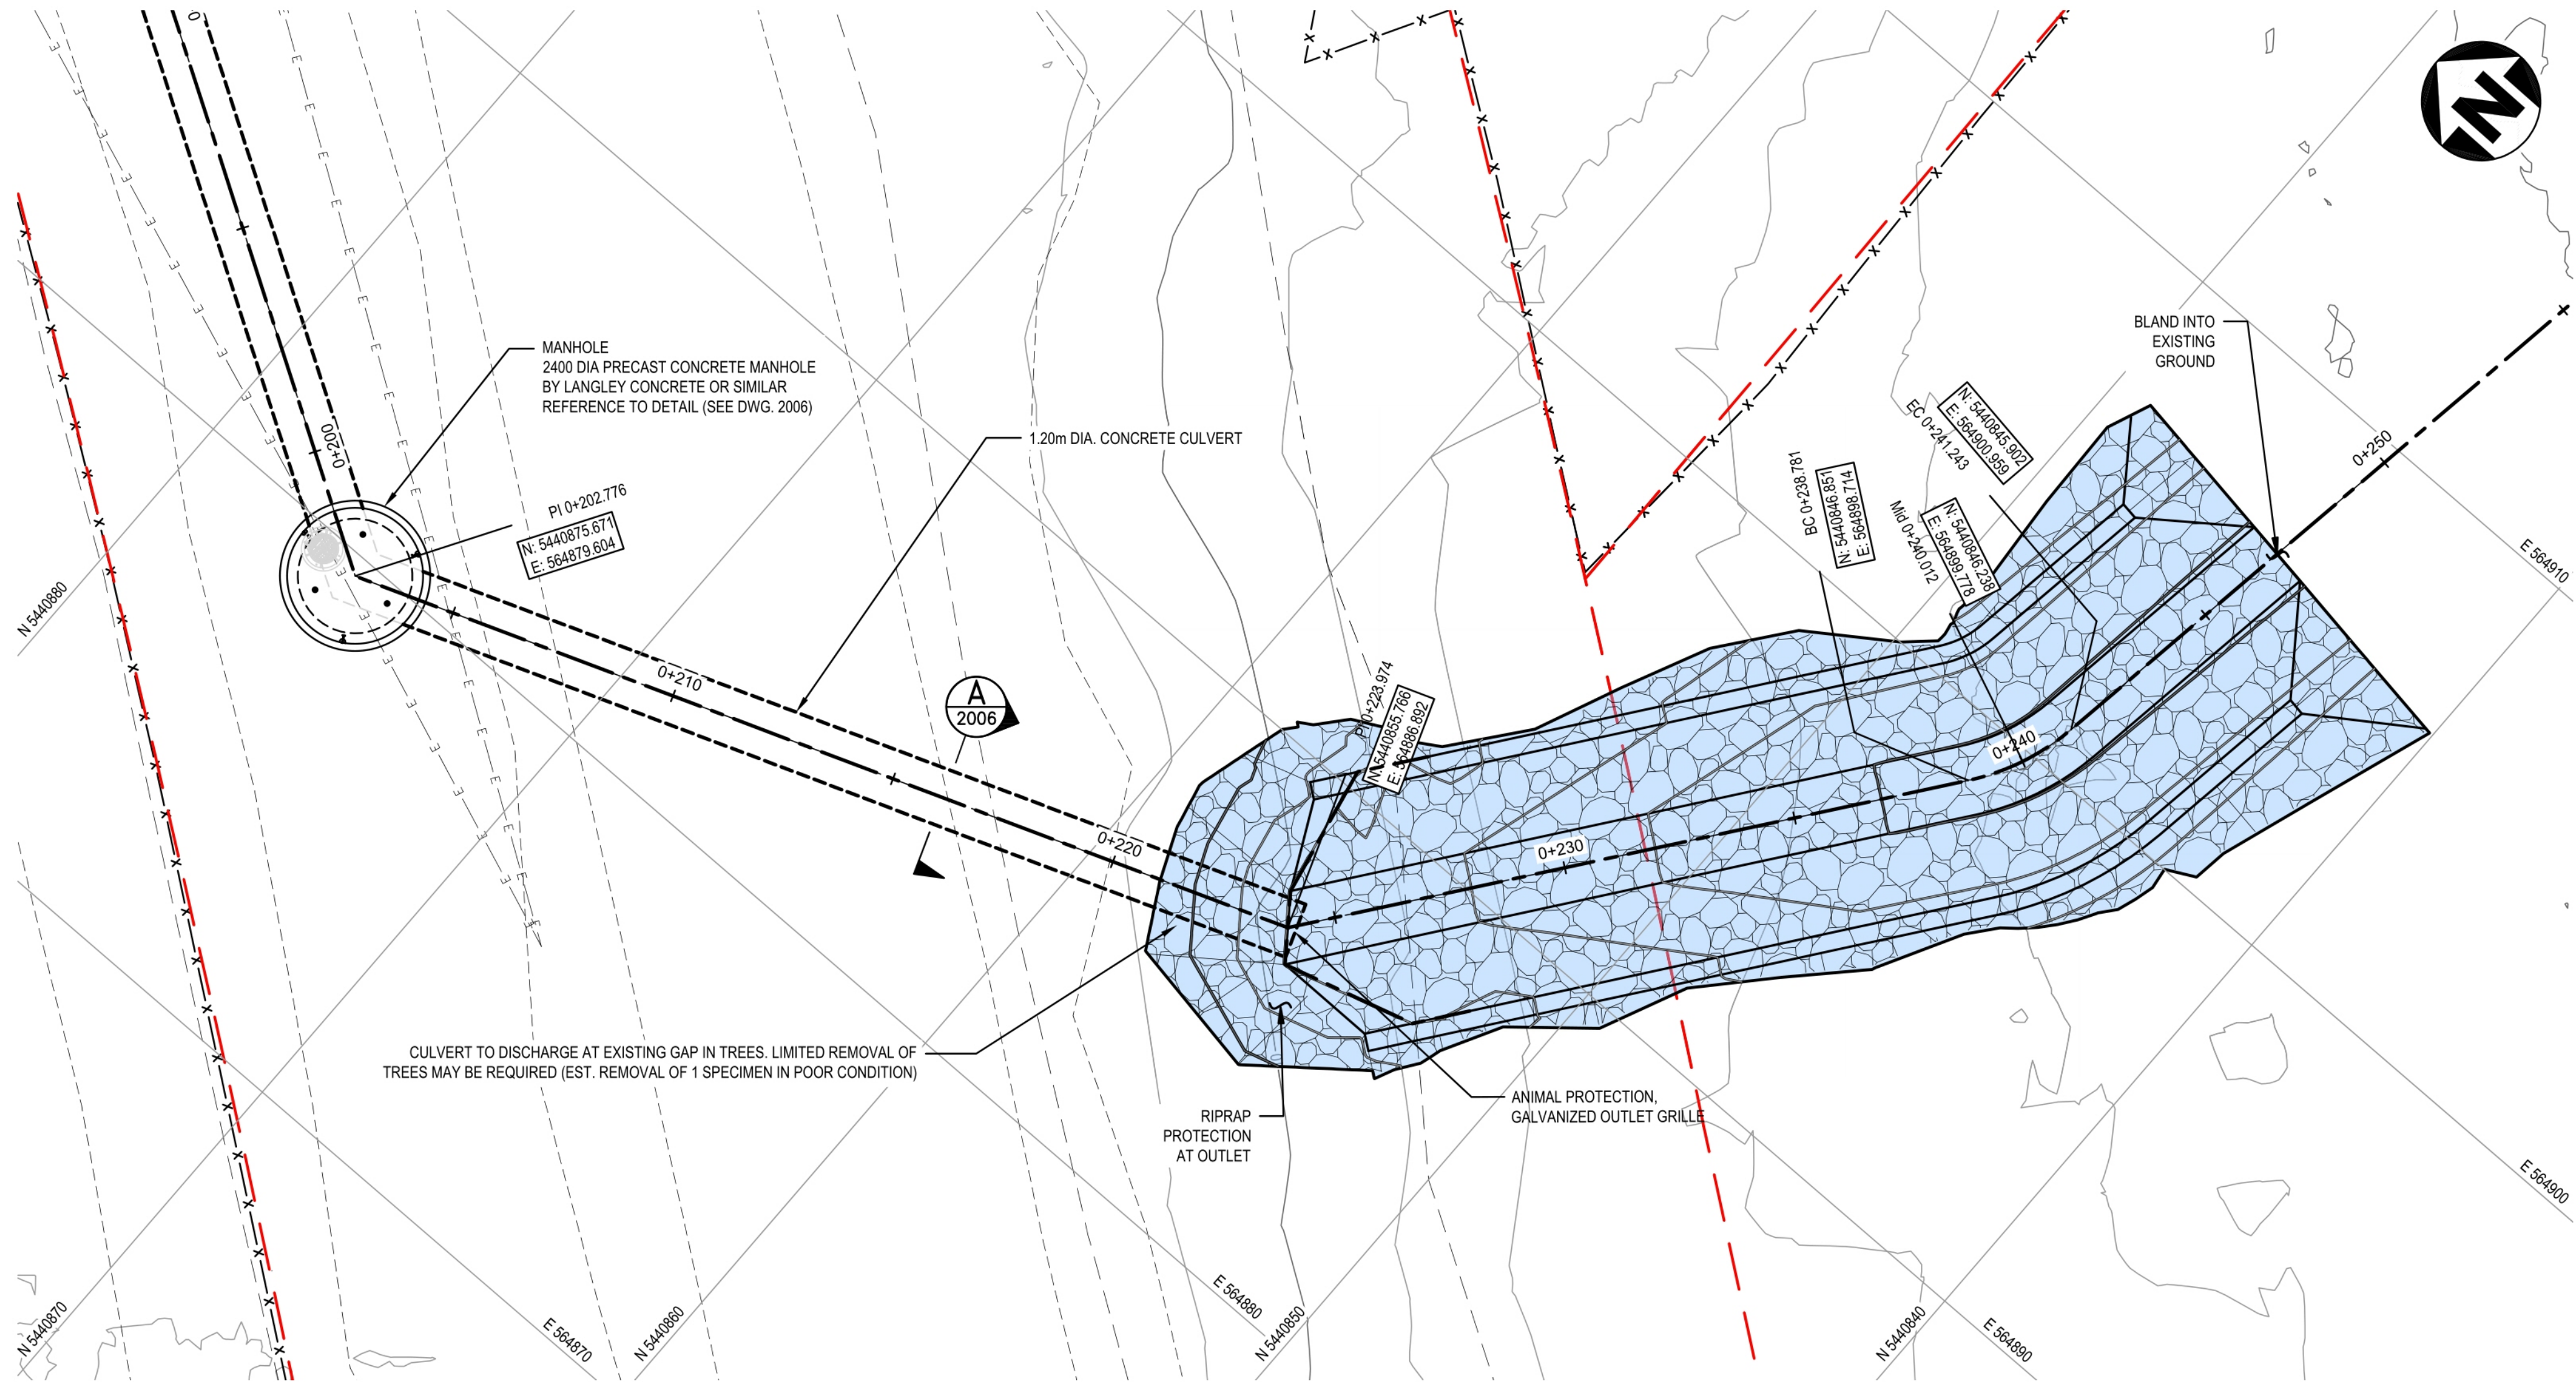 0
N
MANHOLE
2400 DIA PRECAST CONCRETE MANHOLE
BY LANGLEY CONCRETE OR SIMILAR
REFERENCE TO DETAIL (SEE DWG. 2006)
1.20m DIA. CONCRETE CULVERT
BLAND INTO
EXISTING
GROUND
0+200
PI 0+202.776
N: 5440875.671
E: 564879.604
0+210
A
2006
0+220
PI 0+223.974
N: 5440855.766
E: 564886.892
0+230
BC 0+238.781
N: 5440846.851
E: 564898.714
Mid 0+240.012
N: 5440846.238
E: 564899.778
EC 0+241.243
N: 5440845.902
E: 564900.959
0+240
0+250
CULVERT TO DISCHARGE AT EXISTING GAP IN TREES. LIMITED REMOVAL OF
TREES MAY BE REQUIRED (EST. REMOVAL OF 1 SPECIMEN IN POOR CONDITION)
RIPRAP
PROTECTION
AT OUTLET
ANIMAL PROTECTION,
GALVANIZED OUTLET GRILLE
N 5440880
E 564910
E 564900
N 5440870
E 564870
N 5440860
E 564880
N 5440850
N 5440840
E 564890